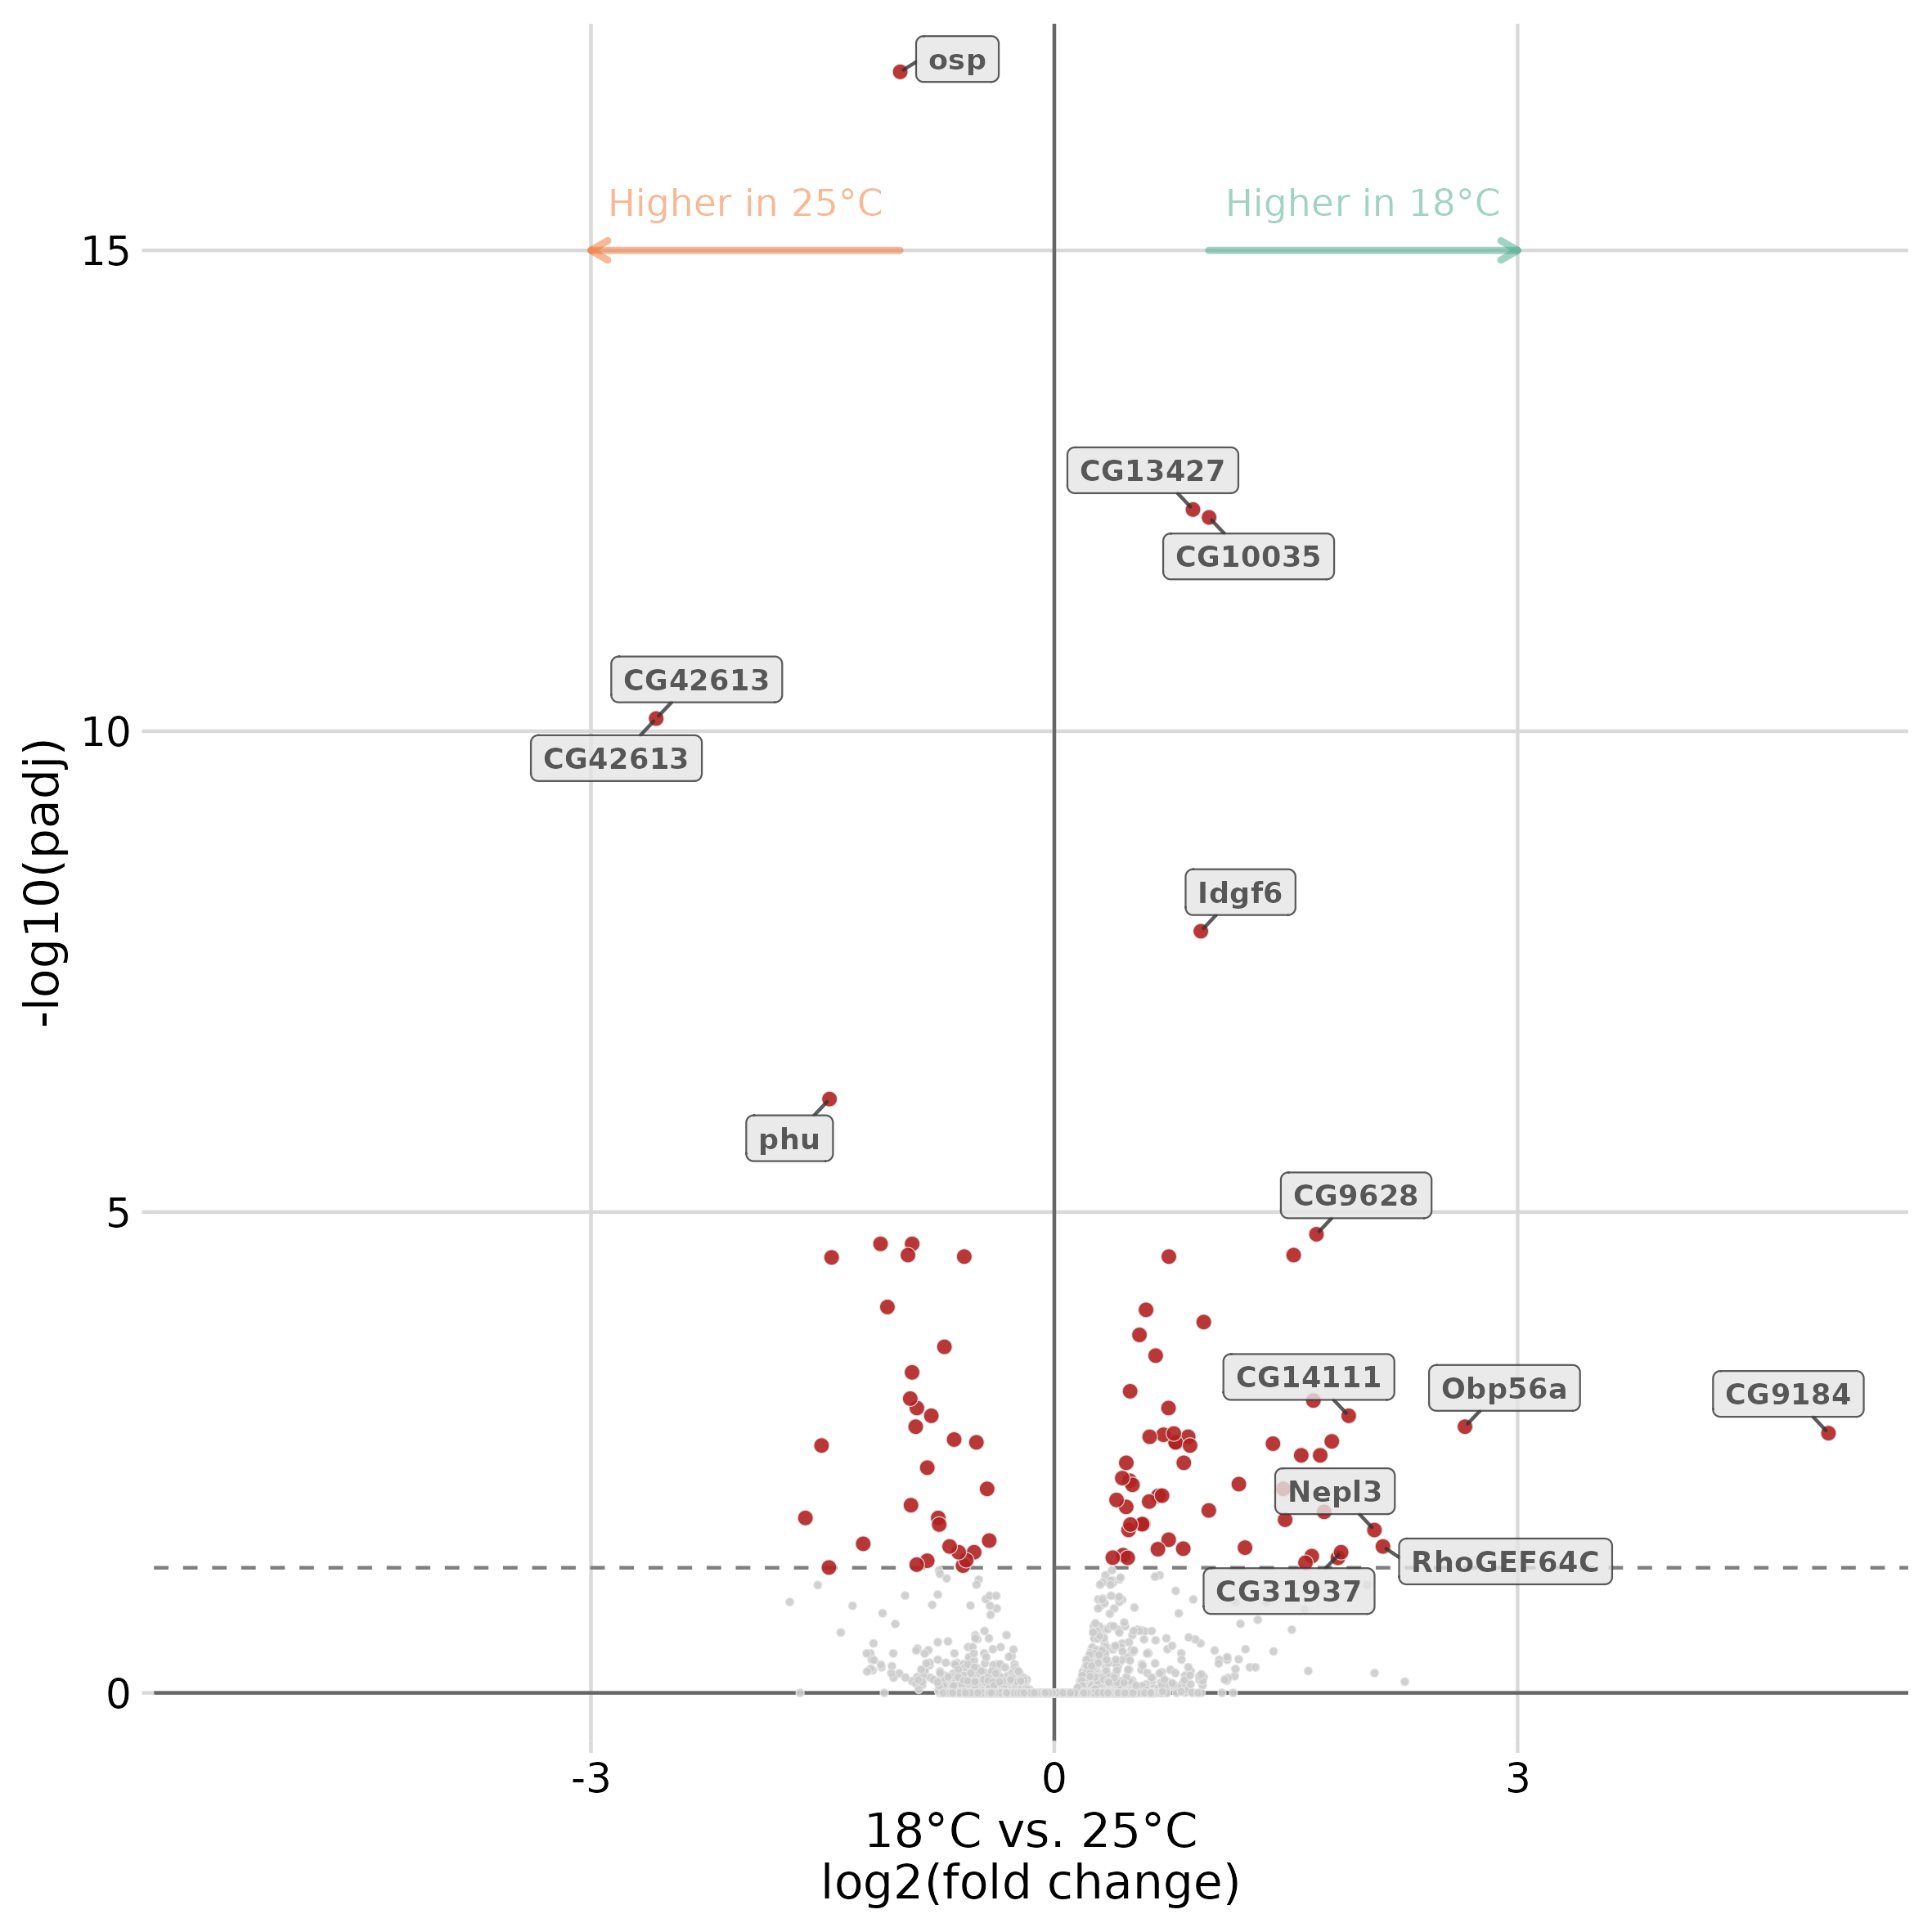 osp
Higher in 25°C
Higher in 18°C
15
CG13427
CG10035
CG42613
10
CG42613
Idgf6
phu
CG9628
5
CG14111
Obp56a
CG9184
Nepl3
RhoGEF64C
CG31937
0
-3
0
3
-log10(padj)
18°C vs. 25°C
log2(fold change)